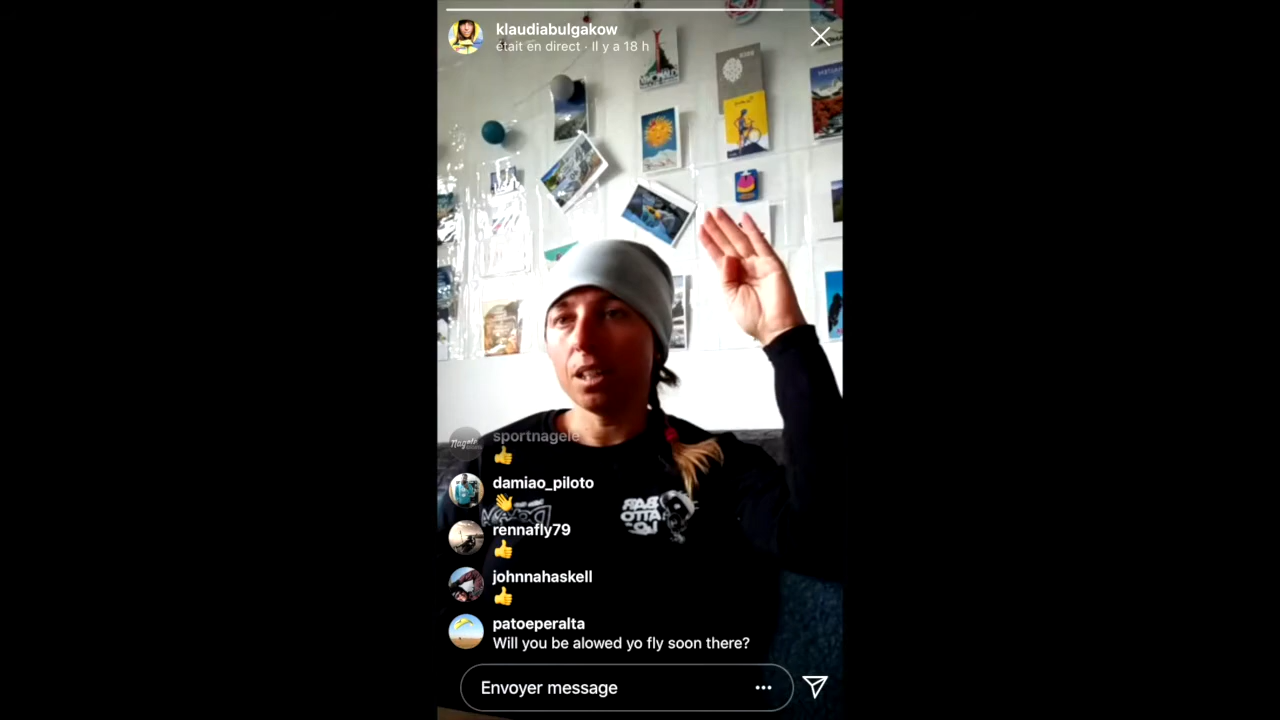 klaudiabulgakow
était en direct · Il y a 18 h
sportnagele
damiao_piloto
rennafly79
johnnahaskell
patoeperalta
Will you be alowed yo fly soon there?
Envoyer message